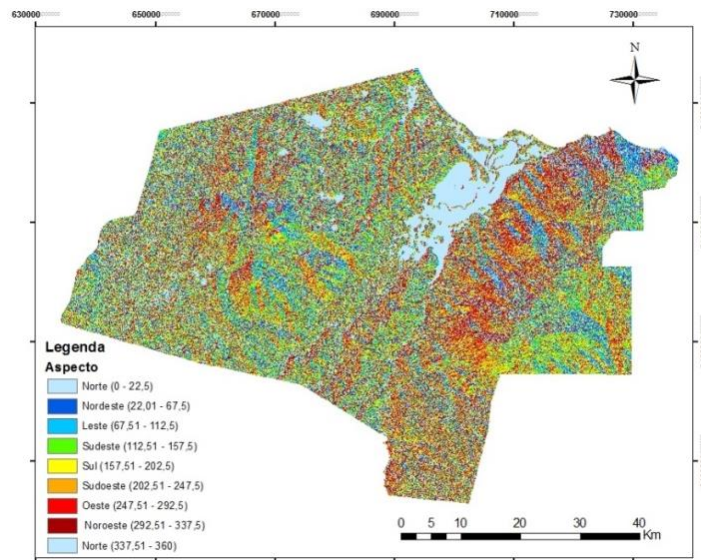 630000 650000 670000 690000 710000 730000
N
Legenda
Aspecto
Norte (0 - 22,5)
Nordeste (22,01 - 67,5)
Leste (67,51 - 112,5)
Sudeste (112,51 - 157,5)
Sul (157,51 - 202,5)
Sudoeste (202,51 - 247,5)
Oeste (247,51 - 292,5)
Noroeste (292,51 - 337,5)
Norte (337,51 - 360)
0 5 10 20 30 40
Km